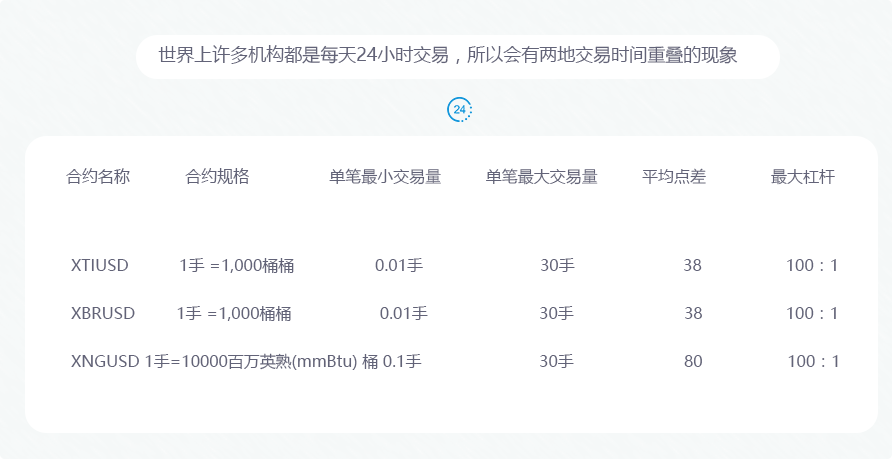 世界上许多机构都是每天24小时交易，所以会有两地交易时间重叠的现象
24
合约名称 合约规格 单笔最小交易量 单笔最大交易量 平均点差 最大杠杆
XTIUSD 1手 =1,000桶桶 0.01手 30手 38 100：1
XBRUSD 1手 =1,000桶桶 0.01手 30手 38 100：1
XNGUSD 1手=10000百万英熟(mmBtu) 桶 0.1手 30手 80 100：1